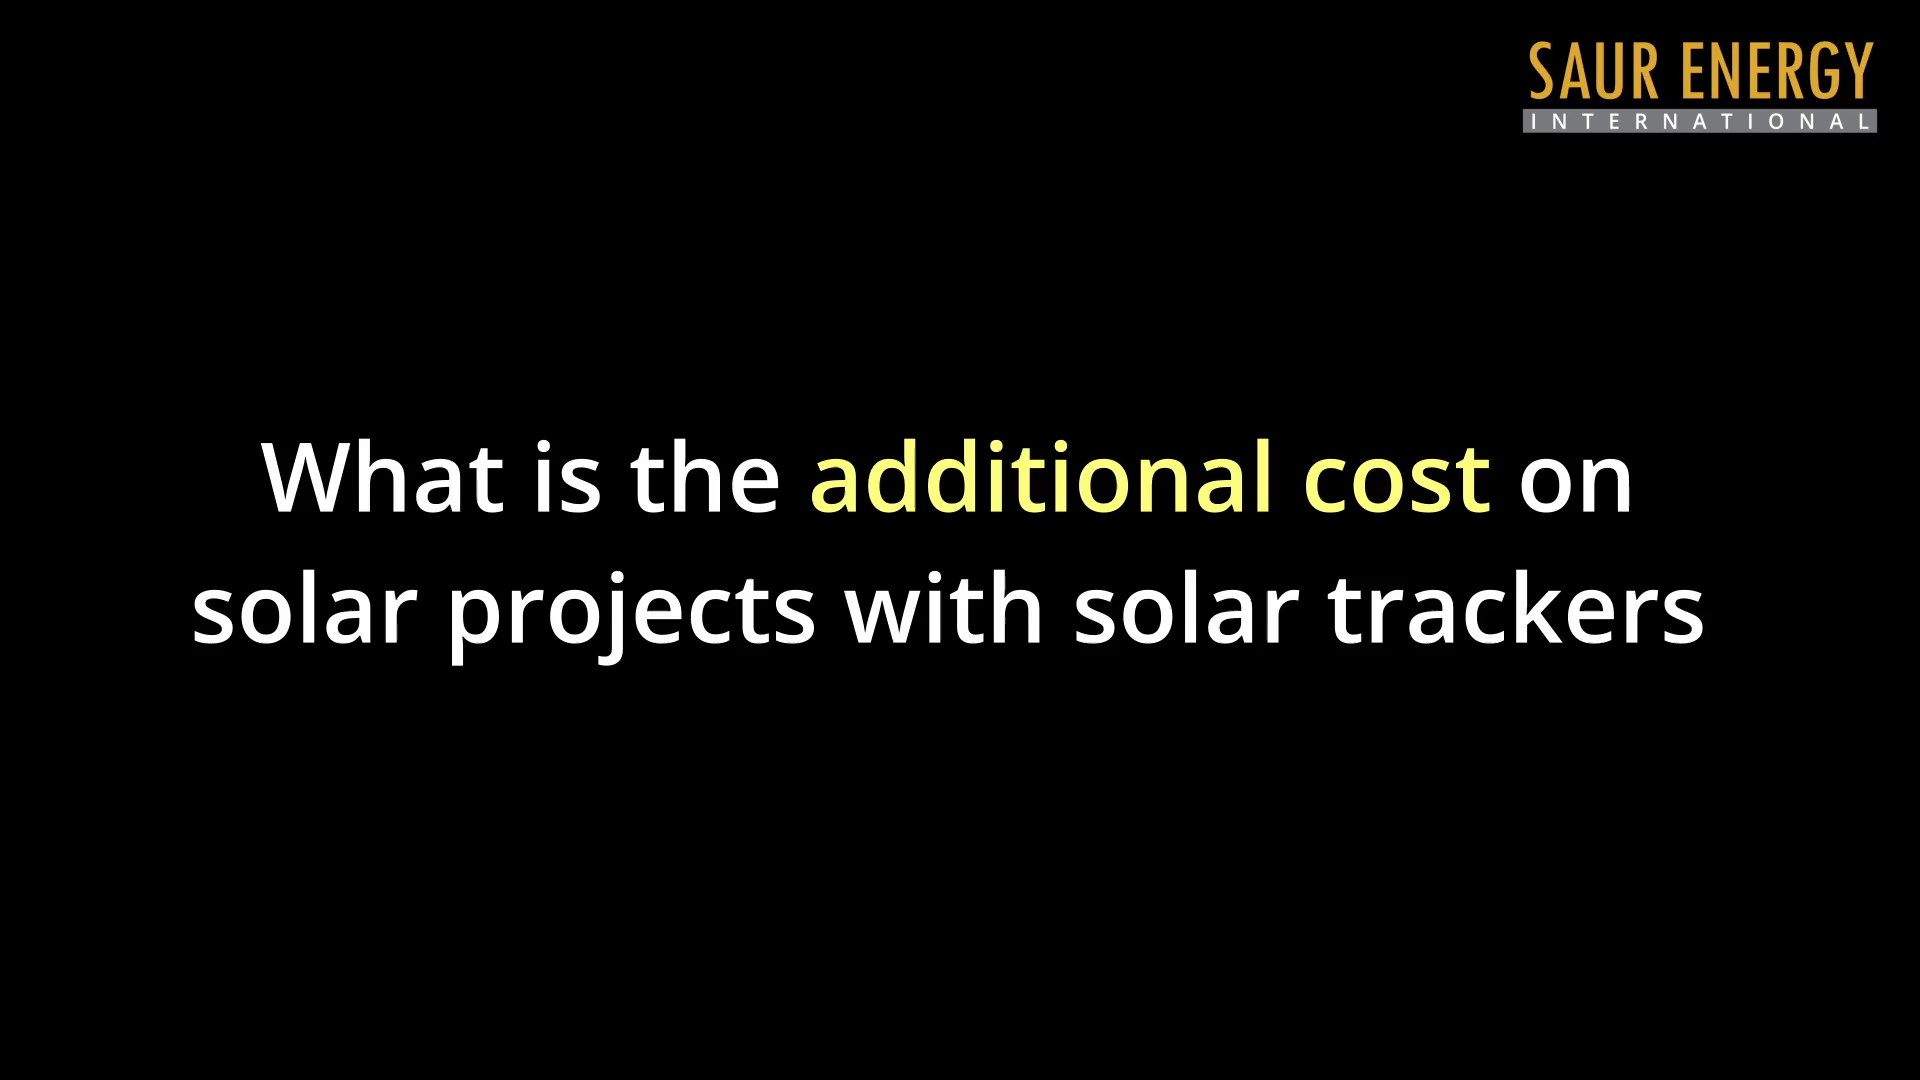 SAUR ENERGY
INTERNATIONAL
What is the additional cost on
solar projects with solar trackers